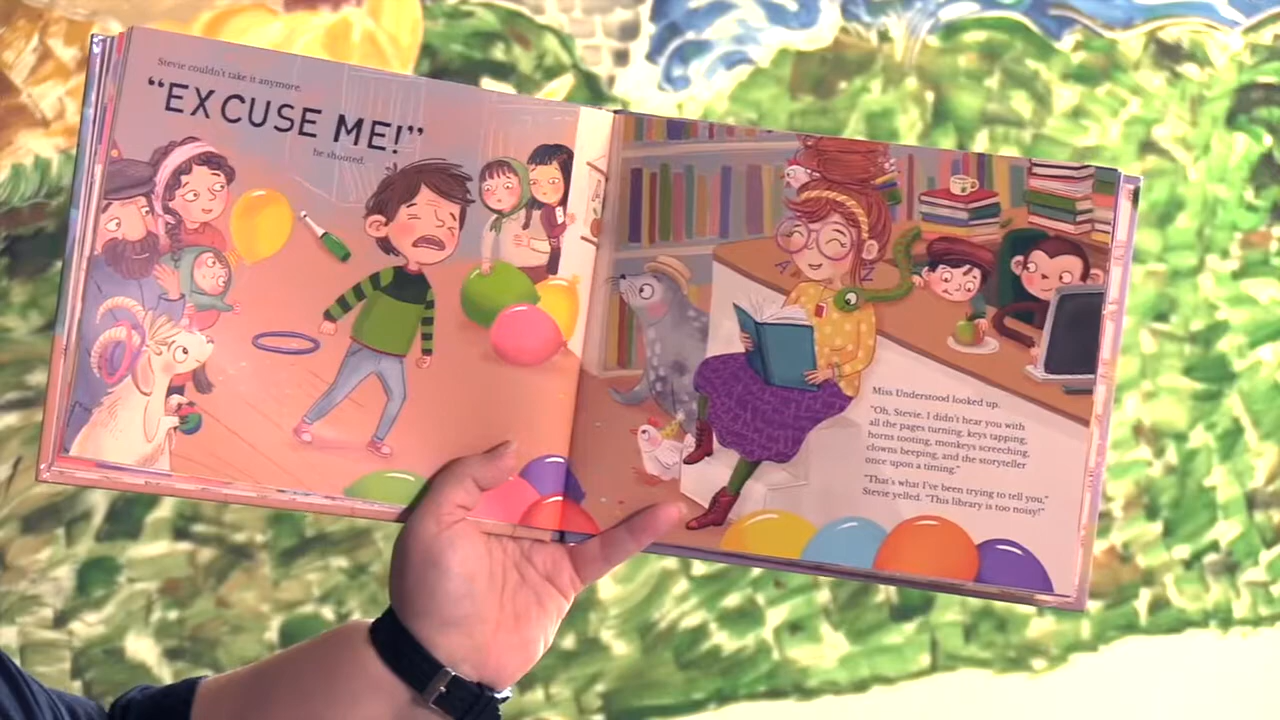 Stevie couldn't take it anymore.
“EXCUSE ME!”
he shouted.
Miss Understood looked up.
“Oh, Stevie. I didn't hear you with
all the pages turning, keys tapping,
horns tooting, monkeys screeching,
clowns beeping, and the storyteller
once upon a timing.”
“That's what I've been trying to tell you,”
Stevie yelled. “This library is too noisy!”